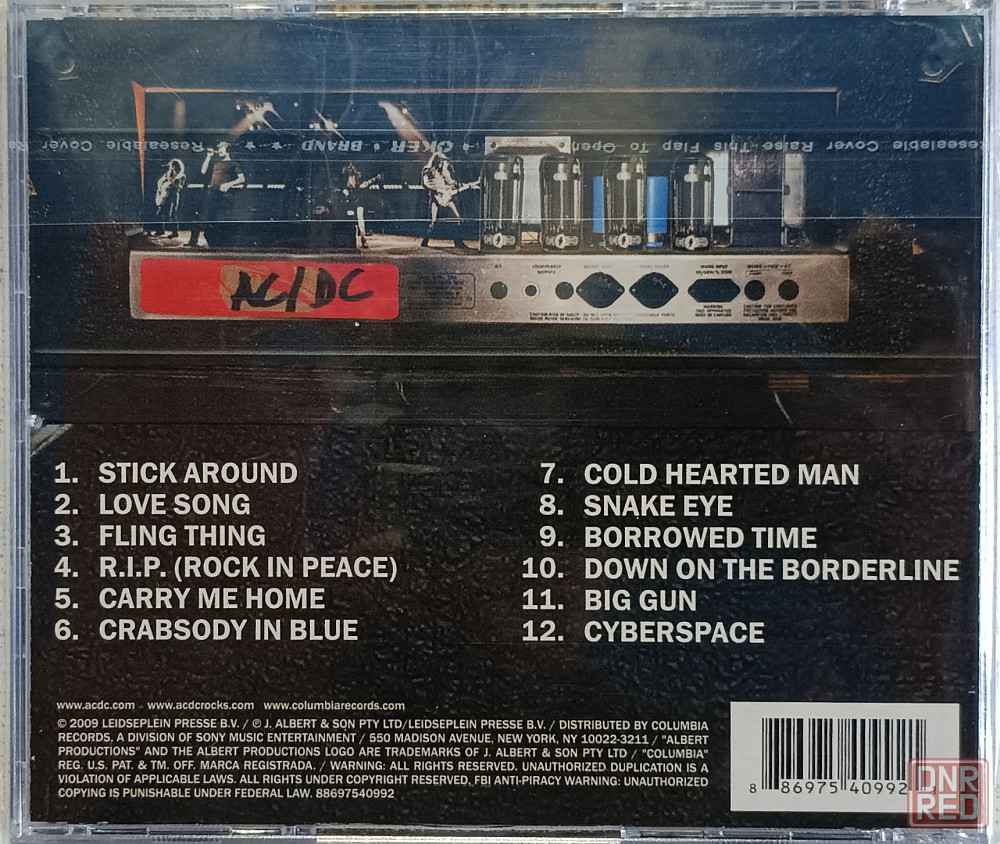 Resealable Cover Raise This Flap To Open ★ JOKER ★ BRAND ★ ★ Resealable Cover
AC/DC
1. STICK AROUND
2. LOVE SONG
3. FLING THING
4. R.I.P. (ROCK IN PEACE)
5. CARRY ME HOME
6. CRABSODY IN BLUE
7. COLD HEARTED MAN
8. SNAKE EYE
9. BORROWED TIME
10. DOWN ON THE BORDERLINE
11. BIG GUN
12. CYBERSPACE
www.acdc.com www.acdcrocks.com www.columbiarecords.com
© 2009 LEIDSEPLEIN PRESSE B.V. / ℗ J. ALBERT & SON PTY LTD/LEIDSEPLEIN PRESSE B.V. / DISTRIBUTED BY COLUMBIA
RECORDS, A DIVISION OF SONY MUSIC ENTERTAINMENT / 550 MADISON AVENUE, NEW YORK, NY 10022-3211 / "ALBERT
PRODUCTIONS" AND THE ALBERT PRODUCTIONS LOGO ARE TRADEMARKS OF J. ALBERT & SON PTY LTD / "COLUMBIA"
REG. U.S. PAT. & TM. OFF. MARCA REGISTRADA. / WARNING: ALL RIGHTS RESERVED. UNAUTHORIZED DUPLICATION IS A
VIOLATION OF APPLICABLE LAWS. ALL RIGHTS UNDER COPYRIGHT RESERVED, FBI ANTI-PIRACY WARNING: UNAUTHORIZED
COPYING IS PUNISHABLE UNDER FEDERAL LAW. 88697540992
8 86975 40992
DNR
RED